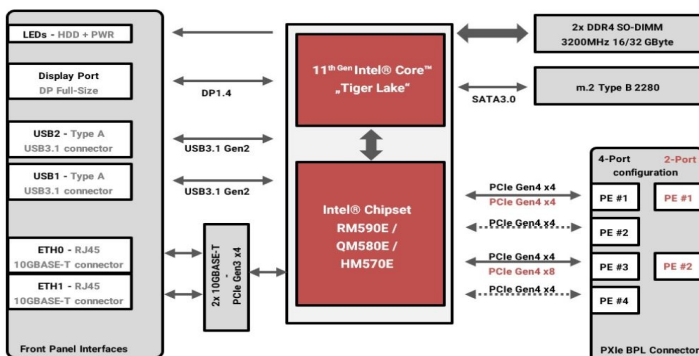 LEDs - HDD + PWR
Display Port
DP Full-Size
USB2 - Type A
USB3.1 connector
USB1 - Type A
USB3.1 connector
ETH0 - RJ45
10GBASE-T connector
ETH1 - RJ45
10GBASE-T connector
Front Panel Interfaces
DP1.4
USB3.1 Gen2
USB3.1 Gen2
2x 10GBASE-T
-
PCIe Gen3 x4
11th Gen Intel® Core™
„Tiger Lake"
Intel® Chipset
RM590E /
QM580E /
HM570E
2x DDR4 SO-DIMM
3200MHz 16/32 GByte
SATA3.0
m.2 Type B 2280
PCIe Gen4 x4
PCIe Gen4 x4
PCIe Gen4 x4
PCIe Gen4 x4
PCIe Gen4 x8
PCIe Gen4 x4
4-Port 2-Port
configuration
PE #1 PE #1
PE #2
PE #3 PE #2
PE #4
PXIe BPL Connector